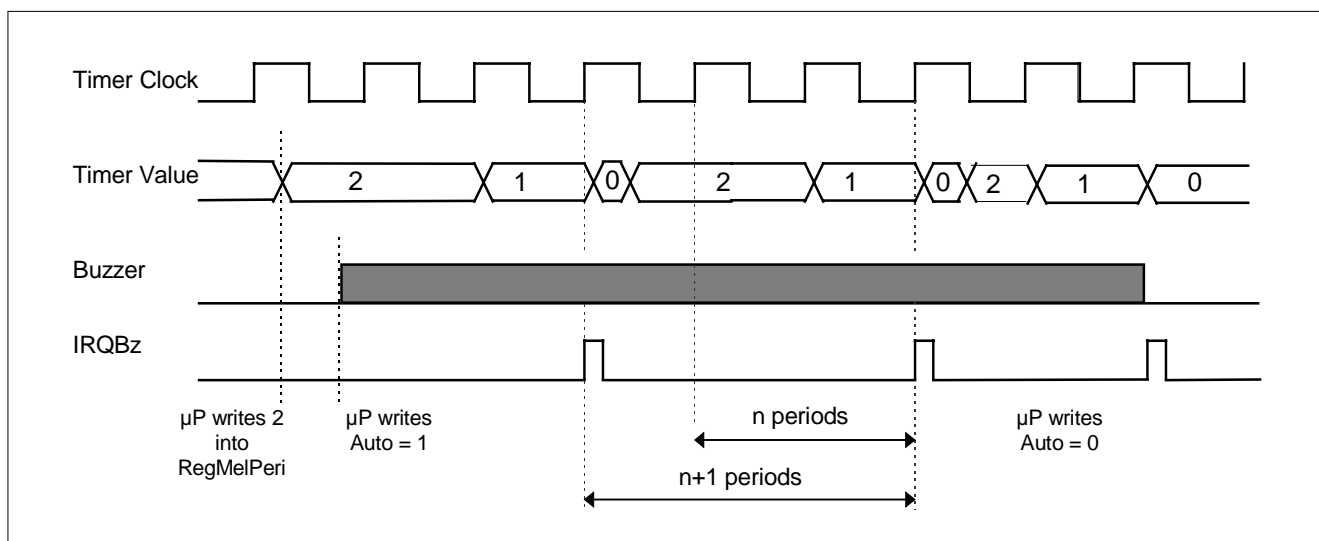 Timer Clock
Timer Value
2
1
0
2
1
0
2
1
0
Buzzer
IRQBz
µP writes 2
into
RegMelPeri
µP writes
Auto = 1
n periods
n+1 periods
µP writes
Auto = 0